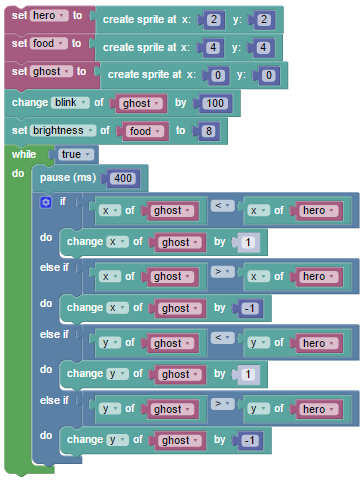 set hero to create sprite at x: 2 y: 2
set food to create sprite at x: 4 y: 4
set ghost to create sprite at x: 0 y: 0
change blink of ghost by 100
set brightness of food to 8
while true
do pause (ms) 400
if x of ghost < x of hero
do change x of ghost by 1
else if x of ghost > x of hero
do change x of ghost by -1
else if y of ghost < y of hero
do change y of ghost by 1
else if y of ghost > y of hero
do change y of ghost by -1